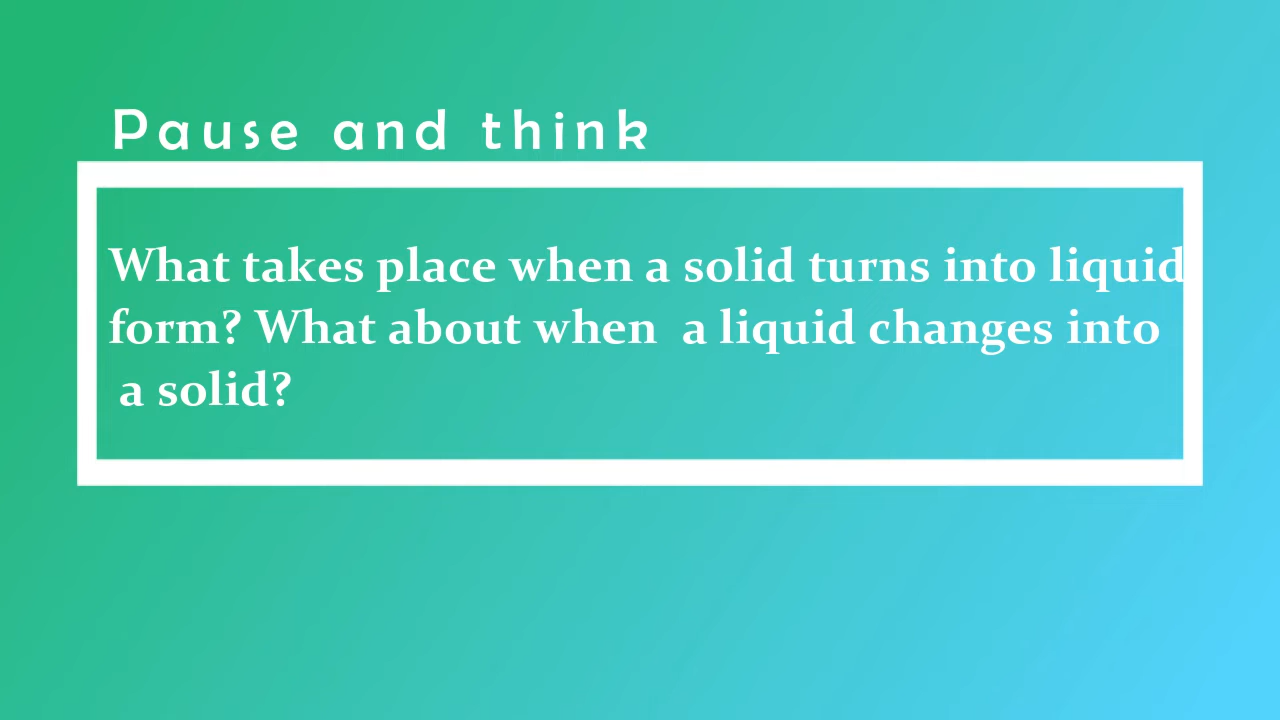 Pause and think
What takes place when a solid turns into liquid
form? What about when  a liquid changes into
a solid?